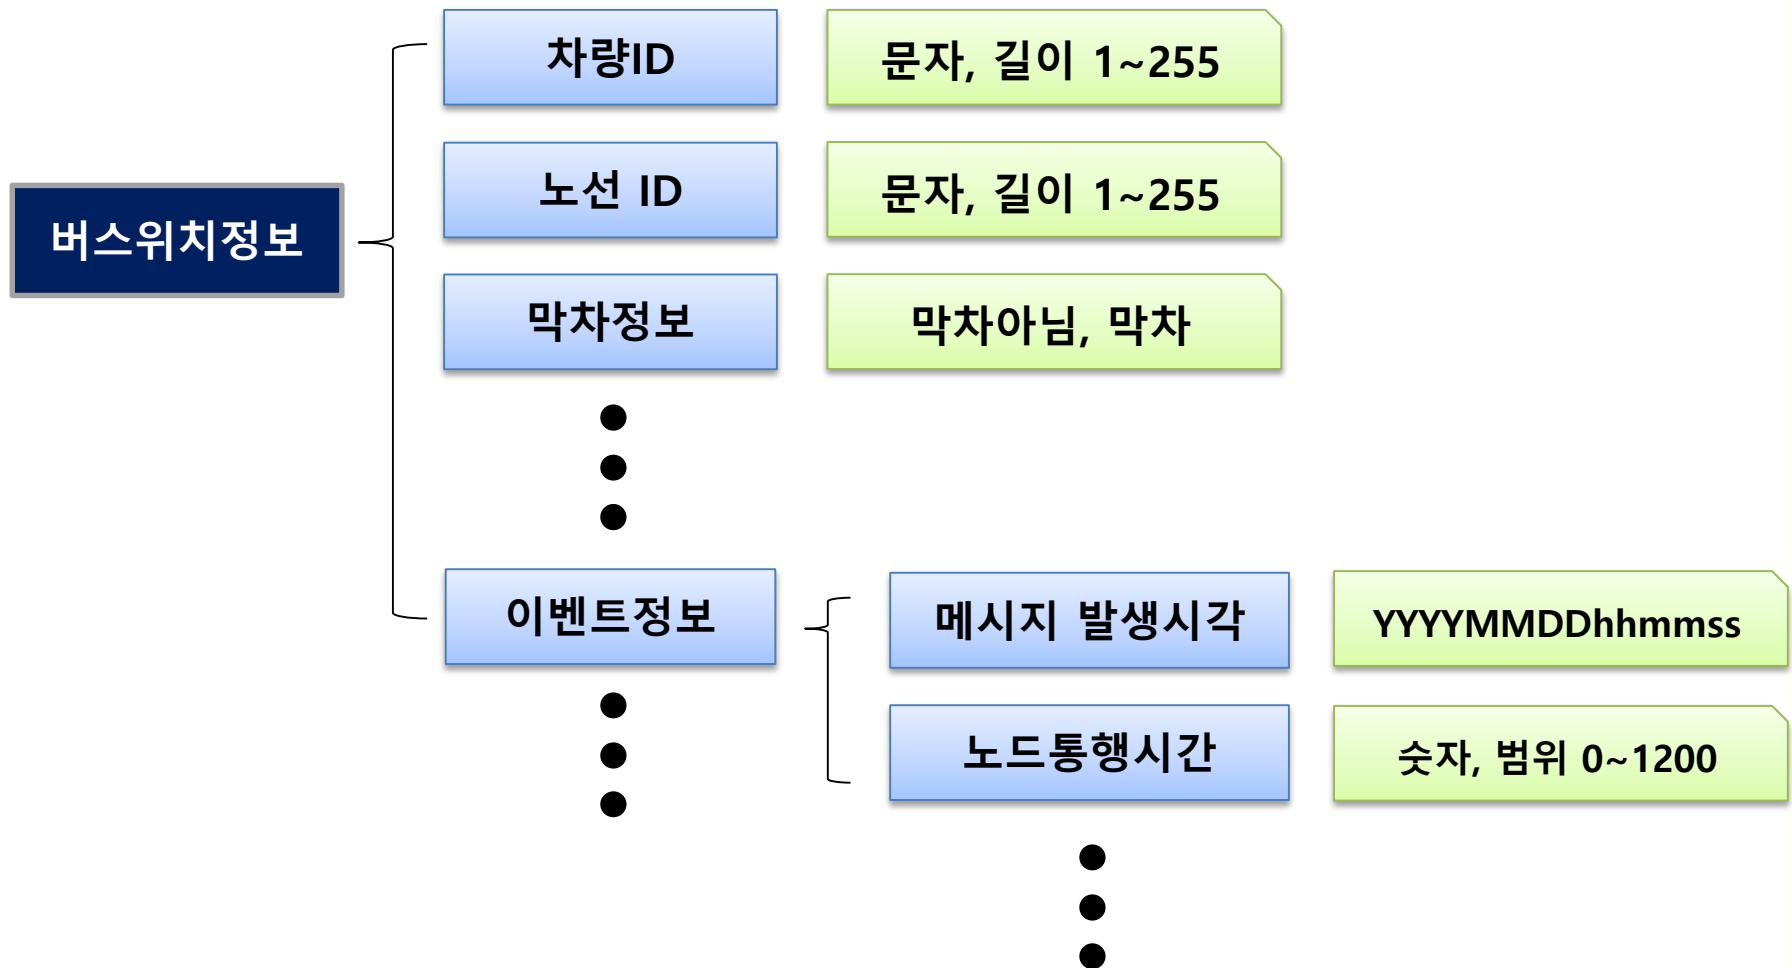 차량ID
문자, 길이 1~255
노선 ID
문자, 길이 1~255
버스위치정보
막차정보
막차아님, 막차
이벤트정보
메시지 발생시각
YYYYMMDDhhmmss
노드통행시간
숫자, 범위 0~1200